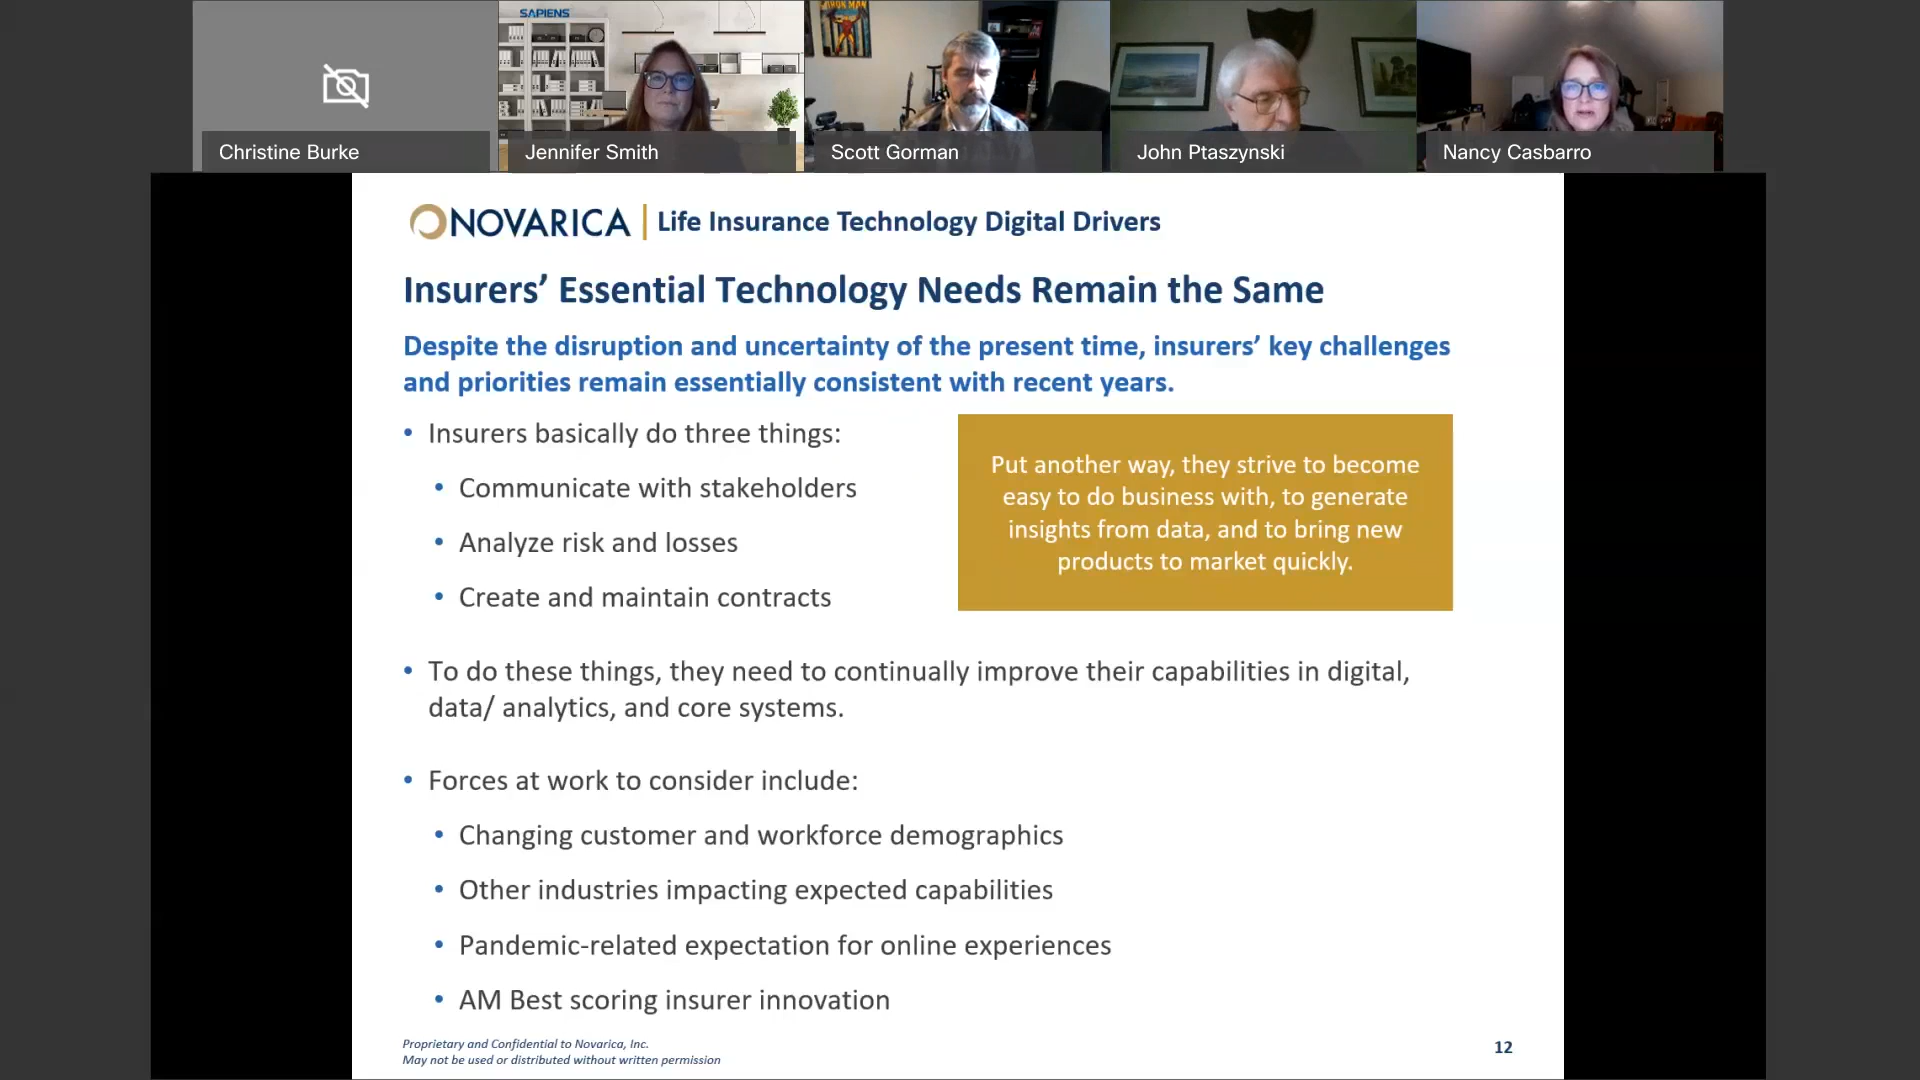 SAPIENS
IRON MAN
Christine Burke
Jennifer Smith
Scott Gorman
John Ptaszynski
Nancy Casbarro
NOVARICA | Life Insurance Technology Digital Drivers
Insurers’ Essential Technology Needs Remain the Same
Despite the disruption and uncertainty of the present time, insurers’ key challenges
and priorities remain essentially consistent with recent years.
• Insurers basically do three things:
• Communicate with stakeholders
• Analyze risk and losses
• Create and maintain contracts
Put another way, they strive to become
easy to do business with, to generate
insights from data, and to bring new
products to market quickly.
• To do these things, they need to continually improve their capabilities in digital,
data/ analytics, and core systems.
• Forces at work to consider include:
• Changing customer and workforce demographics
• Other industries impacting expected capabilities
• Pandemic-related expectation for online experiences
• AM Best scoring insurer innovation
Proprietary and Confidential to Novarica, Inc.
May not be used or distributed without written permission
12